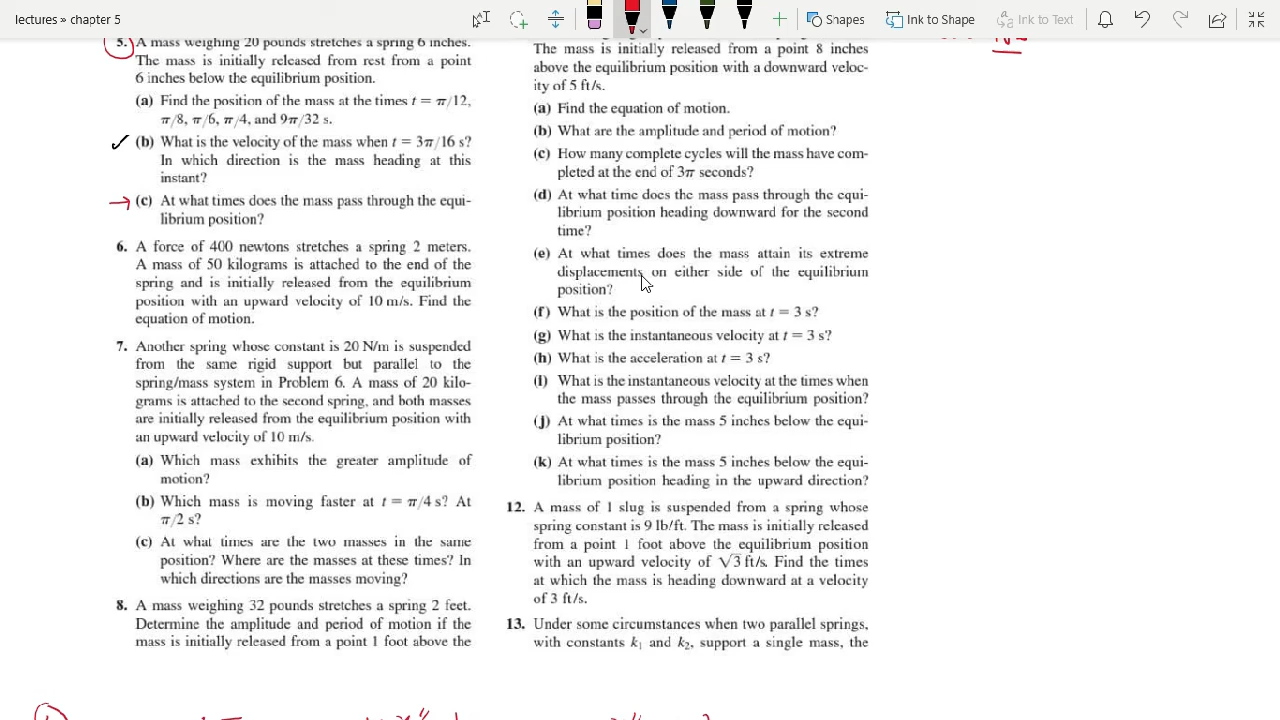 lectures » chapter 5
Shapes
Ink to Shape
Ink to Text
5. A mass weighing 20 pounds stretches a spring 6 inches.
The mass is initially released from rest from a point
6 inches below the equilibrium position.
(a) Find the position of the mass at the times t = π/12,
π/8, π/6, π/4, and 9π/32 s.
(b) What is the velocity of the mass when t = 3π/16 s?
In which direction is the mass heading at this
instant?
(c) At what times does the mass pass through the equi-
librium position?
6. A force of 400 newtons stretches a spring 2 meters.
A mass of 50 kilograms is attached to the end of the
spring and is initially released from the equilibrium
position with an upward velocity of 10 m/s. Find the
equation of motion.
7. Another spring whose constant is 20 N/m is suspended
from the same rigid support but parallel to the
spring/mass system in Problem 6. A mass of 20 kilo-
grams is attached to the second spring, and both masses
are initially released from the equilibrium position with
an upward velocity of 10 m/s.
(a) Which mass exhibits the greater amplitude of
motion?
(b) Which mass is moving faster at t = π/4 s? At
π/2 s?
(c) At what times are the two masses in the same
position? Where are the masses at these times? In
which directions are the masses moving?
8. A mass weighing 32 pounds stretches a spring 2 feet.
Determine the amplitude and period of motion if the
mass is initially released from a point 1 foot above the
The mass is initially released from a point 8 inches
above the equilibrium position with a downward veloc-
ity of 5 ft/s.
(a) Find the equation of motion.
(b) What are the amplitude and period of motion?
(c) How many complete cycles will the mass have com-
pleted at the end of 3π seconds?
(d) At what time does the mass pass through the equi-
librium position heading downward for the second
time?
(e) At what times does the mass attain its extreme
displacements on either side of the equilibrium
position?
(f) What is the position of the mass at t = 3 s?
(g) What is the instantaneous velocity at t = 3 s?
(h) What is the acceleration at t = 3 s?
(i) What is the instantaneous velocity at the times when
the mass passes through the equilibrium position?
(j) At what times is the mass 5 inches below the equi-
librium position?
(k) At what times is the mass 5 inches below the equi-
librium position heading in the upward direction?
12. A mass of 1 slug is suspended from a spring whose
spring constant is 9 lb/ft. The mass is initially released
from a point 1 foot above the equilibrium position
with an upward velocity of √3 ft/s. Find the times
at which the mass is heading downward at a velocity
of 3 ft/s.
13. Under some circumstances when two parallel springs,
with constants k₁ and k₂, support a single mass, the